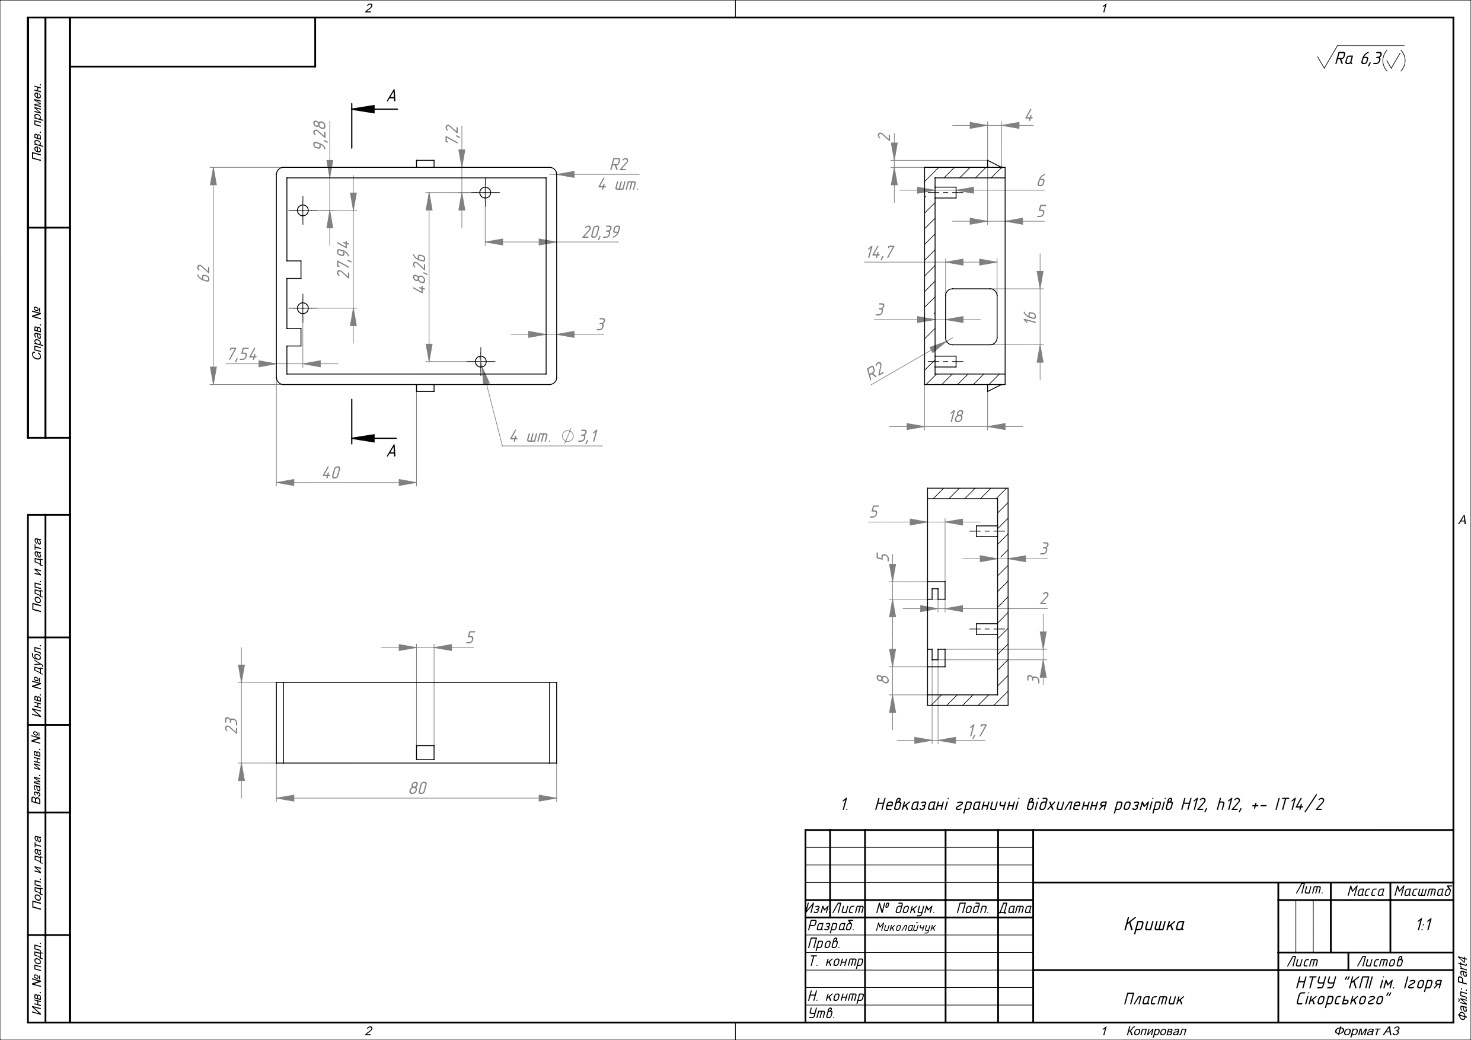 2
1
Ra 6,3
Перв. примен.
Справ. №
Подп. и дата
Инв. № дубл.
Взам. инв. №
Подп. и дата
Инв. № подл.
A
A
9,28
7,2
R2
4 шт.
20,39
62
27,94
48,26
3
7,54
4 шт. ∅3,1
40
4
2
6
5
14,7
3
16
R2
18
5
5
3
2
8
3
1,7
5
23
80
A
1. Невказані граничні відхилення розмірів H12, h12, +- IT14/2
Лит.
Масса
Масштаб
Изм
Лист
№ докум.
Подп.
Дата
Разраб.
Миколайчук
Кришка
1:1
Пров.
Т. контр
Лист
Листов
Н. контр
Пластик
НТУУ "КПІ ім. Ігоря
Сікорського"
Утв.
Файл: Part4
2
1
Копировал
Формат A3